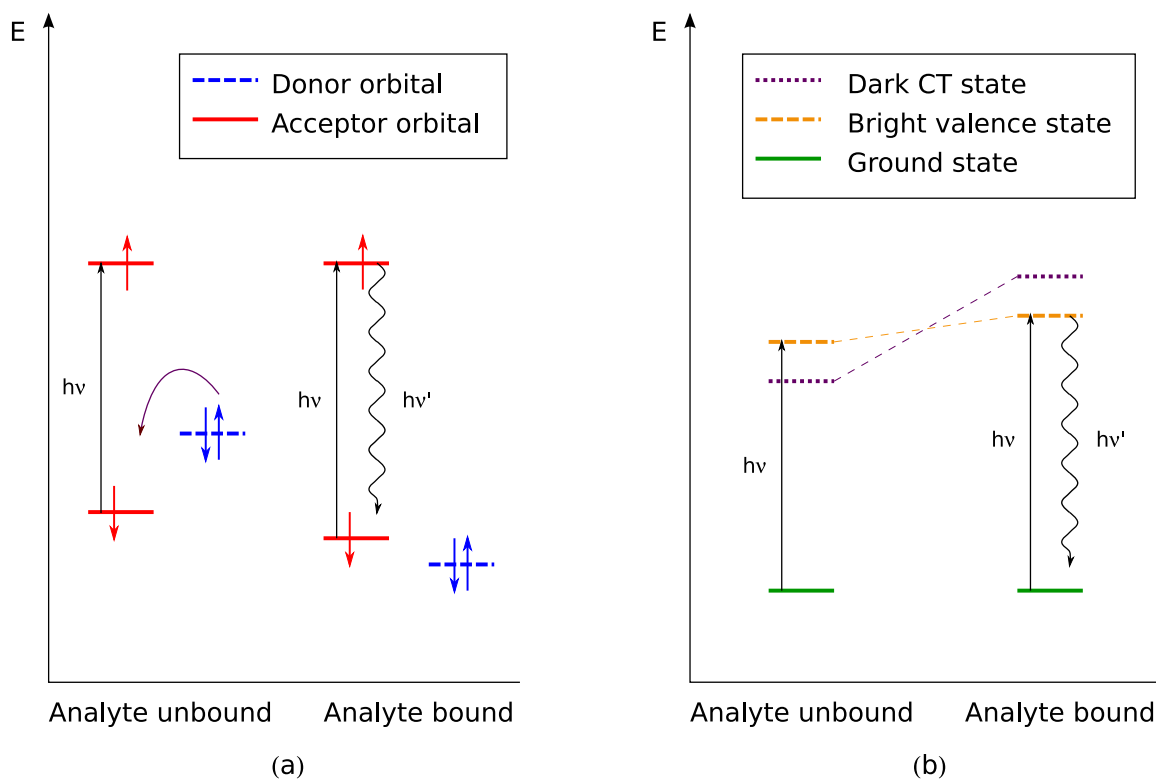 E
Donor orbital
Acceptor orbital
hν
hν
hν'
Analyte unbound
Analyte bound
(a)
E
Dark CT state
Bright valence state
Ground state
hν
hν
hν'
Analyte unbound
Analyte bound
(b)